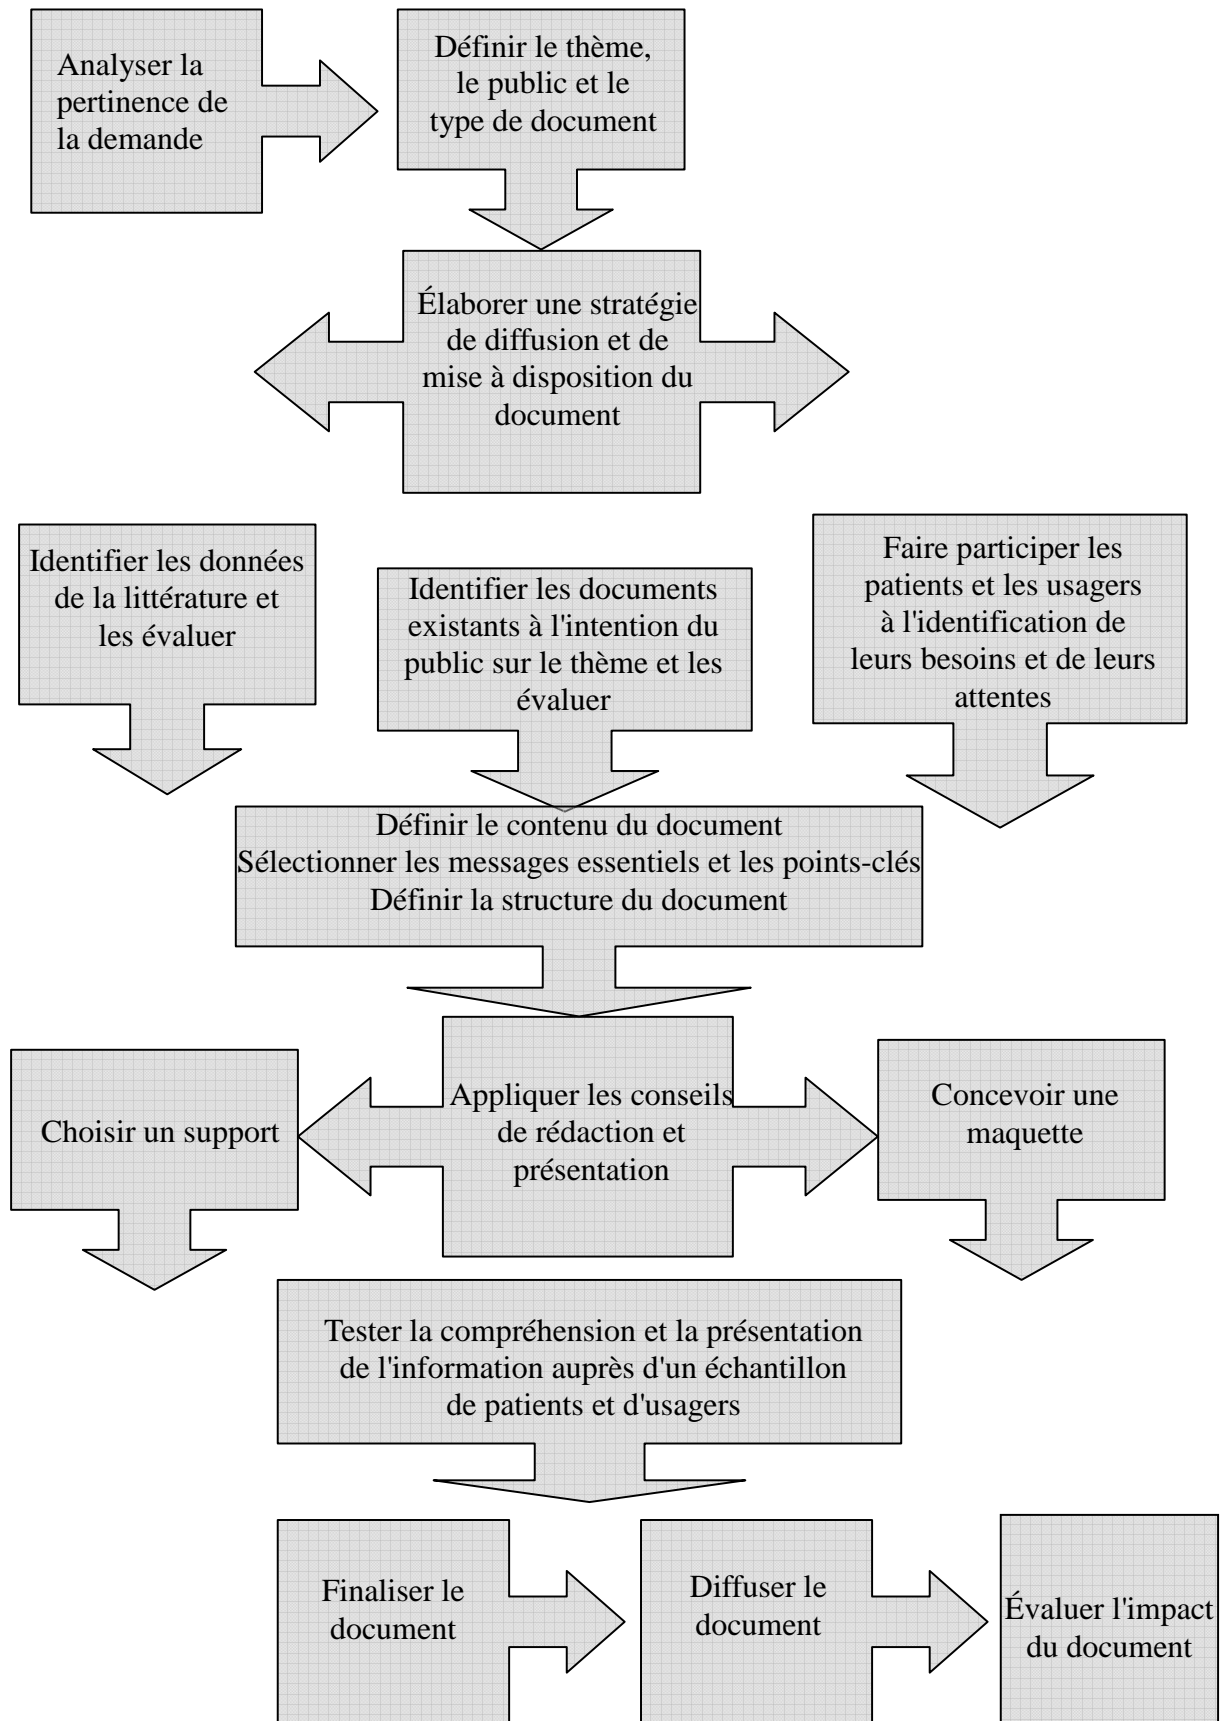 Analyser la
pertinence de
la demande
Définir le thème,
le public et le
type de document
Élaborer une stratégie
de diffusion et de
mise à disposition du
document
Identifier les données
de la littérature et
les évaluer
Identifier les documents
existants à l'intention du
public sur le thème et les
évaluer
Faire participer les
patients et les usagers
à l'identification de
leurs besoins et de leurs
attentes
Définir le contenu du document
Sélectionner les messages essentiels et les points-clés
Définir la structure du document
Choisir un support
Appliquer les conseils
de rédaction et
présentation
Concevoir une
maquette
Tester la compréhension et la présentation
de l'information auprès d'un échantillon
de patients et d'usagers
Finaliser le
document
Diffuser le
document
Évaluer l'impact
du document